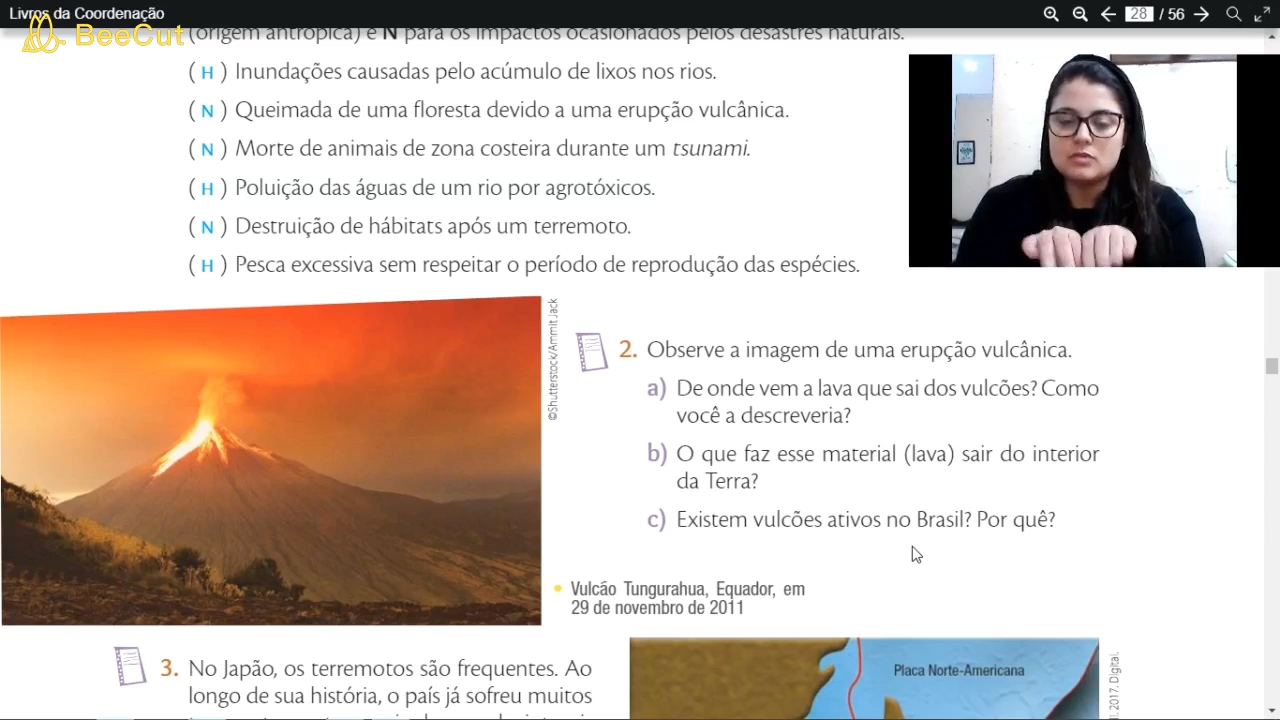 Livros da Coordenação
28 / 56
BeeCut
(origem antrópica) e N para os impactos ocasionados pelos desastres naturais.
( H ) Inundações causadas pelo acúmulo de lixos nos rios.
( N ) Queimada de uma floresta devido a uma erupção vulcânica.
( N ) Morte de animais de zona costeira durante um tsunami.
( H ) Poluição das águas de um rio por agrotóxicos.
( N ) Destruição de hábitats após um terremoto.
( H ) Pesca excessiva sem respeitar o período de reprodução das espécies.
©Shutterstock/Ammit Jack
2. Observe a imagem de uma erupção vulcânica.
a) De onde vem a lava que sai dos vulcões? Como
você a descreveria?
b) O que faz esse material (lava) sair do interior
da Terra?
c) Existem vulcões ativos no Brasil? Por quê?
• Vulcão Tungurahua, Equador, em
29 de novembro de 2011
3. No Japão, os terremotos são frequentes. Ao
longo de sua história, o país já sofreu muitos
Placa Norte-Americana
2017. Digital.